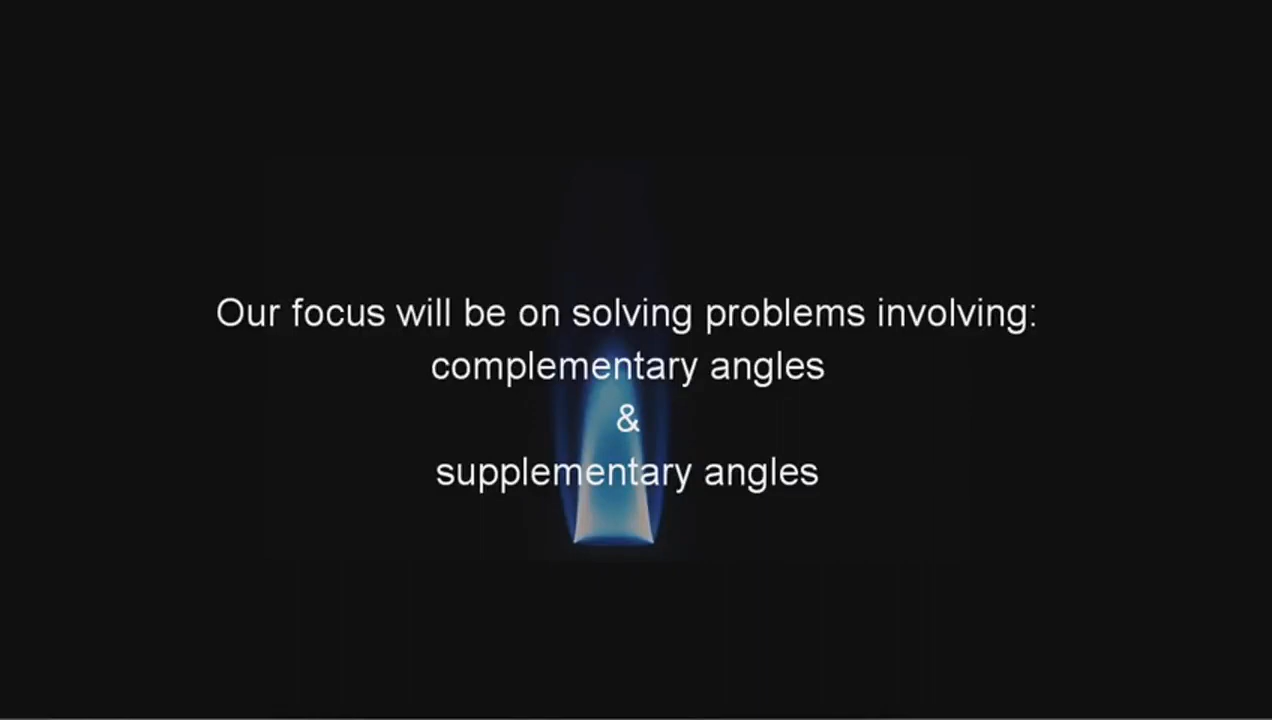 Our focus will be on solving problems involving:
complementary angles
&
supplementary angles